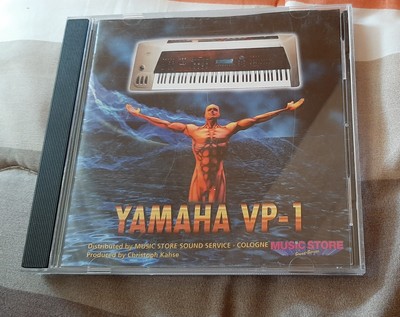 YAMAHA VP-1
Distributed by MUSIC STORE SOUND SERVICE - COLOGNE MUSIC STORE
Produced by Christoph Kahse